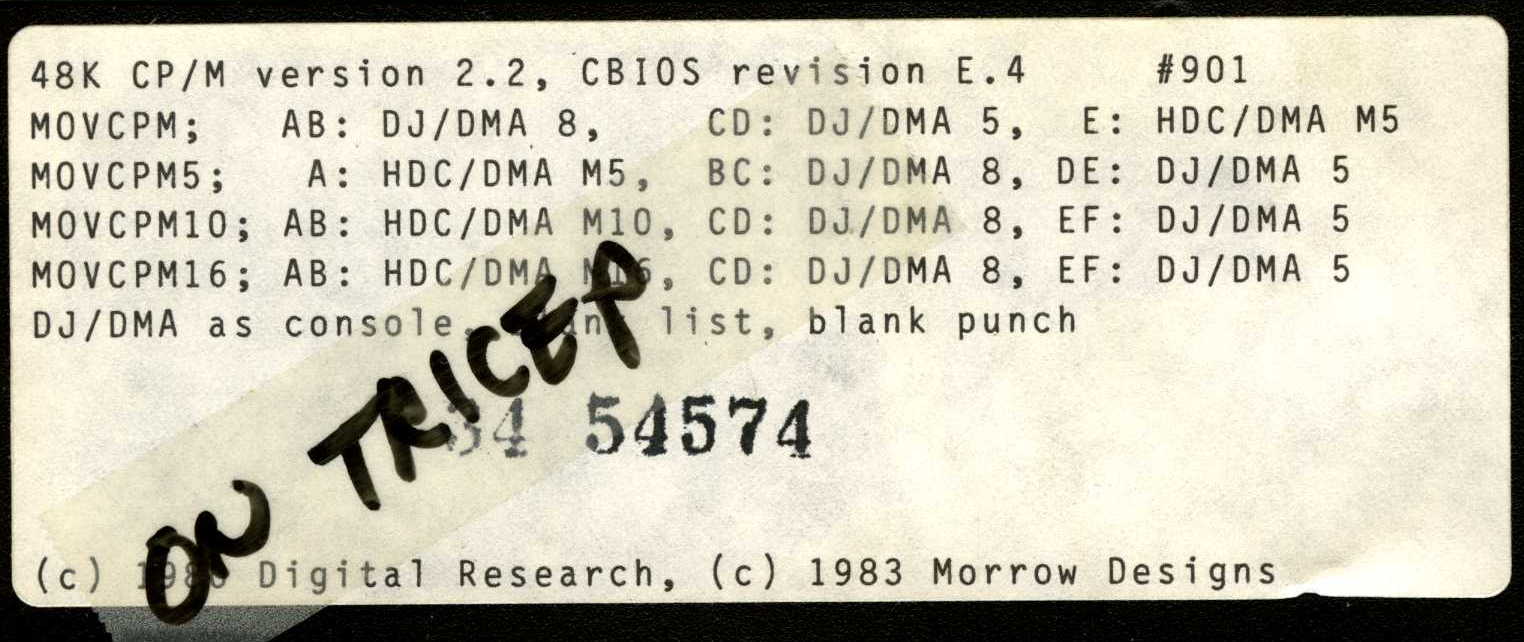 48K CP/M version 2.2, CBIOS revision E.4 #901
MOVCPM; AB: DJ/DMA 8, CD: DJ/DMA 5, E: HDC/DMA M5
MOVCPM5; A: HDC/DMA M5, BC: DJ/DMA 8, DE: DJ/DMA 5
MOVCPM10; AB: HDC/DMA M10, CD: DJ/DMA 8, EF: DJ/DMA 5
MOVCPM16; AB: HDC/DMA M16, CD: DJ/DMA 8, EF: DJ/DMA 5
DJ/DMA as console, list, blank punch
ON TRICEP
54574
(c) Digital Research, (c) 1983 Morrow Designs